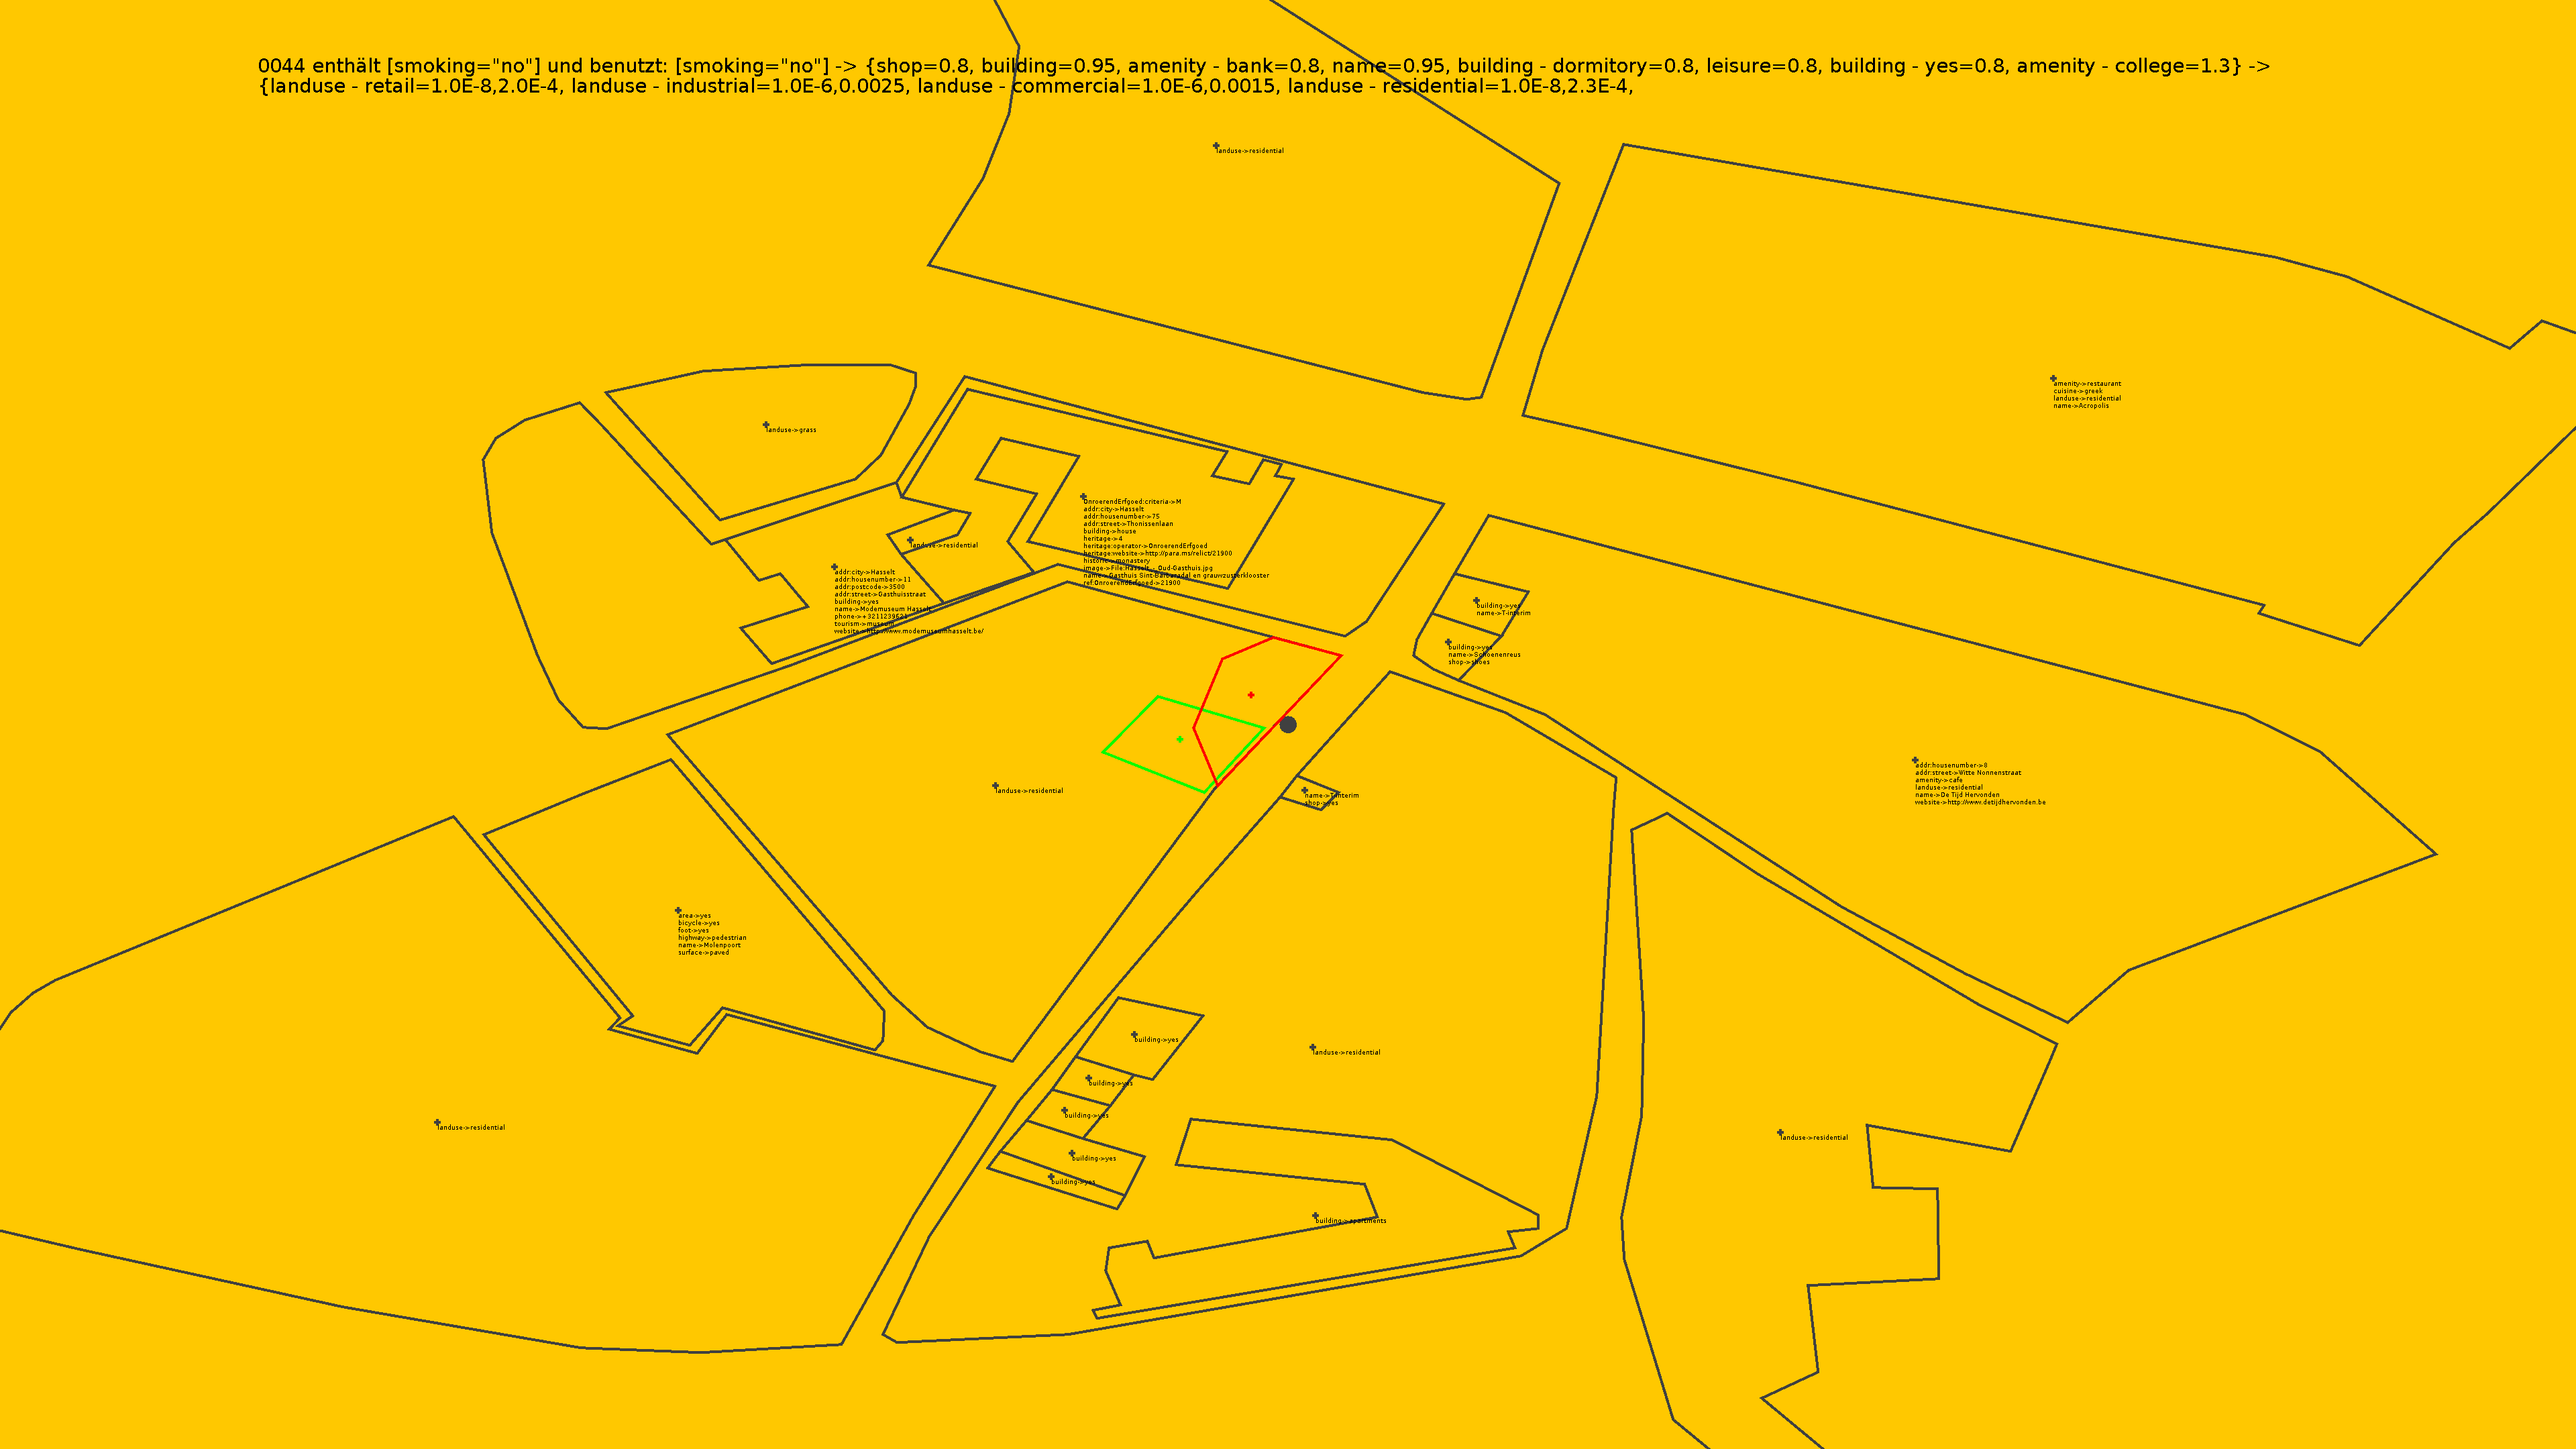 0044 enthält [smoking="no"] und benutzt: [smoking="no"] -> {shop=0.8, building=0.95, amenity - bank=0.8, name=0.95, building - dormitory=0.8, leisure=0.8, building - yes=0.8, amenity - college=1.3} ->
{landuse - retail=1.0E-8,2.0E-4, landuse - industrial=1.0E-6,0.0025, landuse - commercial=1.0E-6,0.0015, landuse - residential=1.0E-8,2.3E-4,
landuse->residential
amenity->restaurant
cuisine->greek
landuse->residential
name->Acropolis
landuse->grass
OnroerendErfgoed:criteria->M
addr:city->Hasselt
addr:housenumber->75
addr:street->Thonissenlaan
building->house
heritage->4
heritage:operator->OnroerendErfgoed
heritage:website->http://para.ms/relict/21900
historic->monastery
image->File:Hasselt - Oud-Gasthuis.jpg
name->Gasthuis Sint-Barbaradal en grauwzusterklooster
ref:OnroerendErfgoed->21900
landuse->residential
addr:city->Hasselt
addr:housenumber->11
addr:postcode->3500
addr:street->Gasthuisstraat
building->yes
name->Modemuseum Hasselt
tourism->museum
website->http://www.modemuseumhasselt.be/
building->yes
name->T-interim
building->yes
name->Schoenenreus
shop->shoes
landuse->residential
name->T-interim
shop->yes
addr:housenumber->8
addr:street->Witte Nonnenstraat
amenity->cafe
landuse->residential
name->De Tijd Hervonden
website->http://www.detijdhervonden.be
area->yes
bicycle->yes
foot->yes
highway->pedestrian
name->Molenpoort
surface->paved
building->yes
landuse->residential
building->yes
building->yes
landuse->residential
landuse->residential
building->yes
building->yes
building->apartments